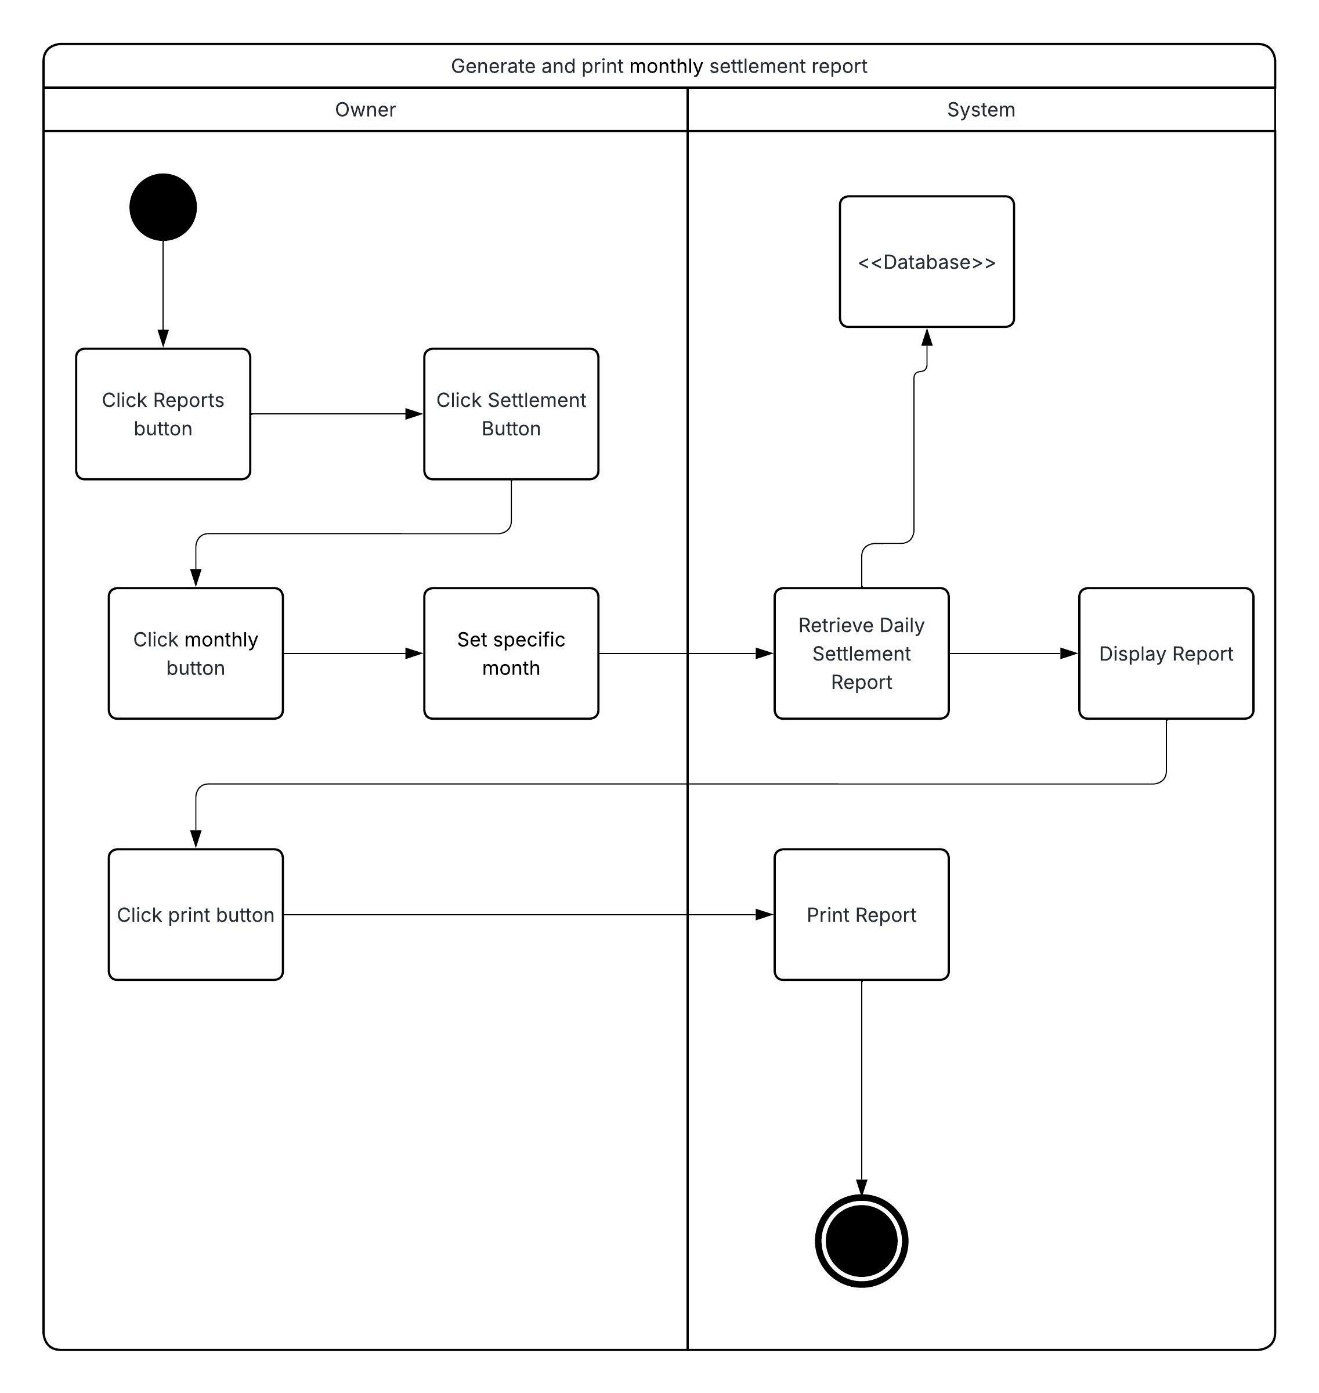 Generate and print monthly settlement report
Owner
System
<<Database>>
Click Reports
button
Click Settlement
Button
Click monthly
button
Set specific
month
Retrieve Daily
Settlement
Report
Display Report
Click print button
Print Report